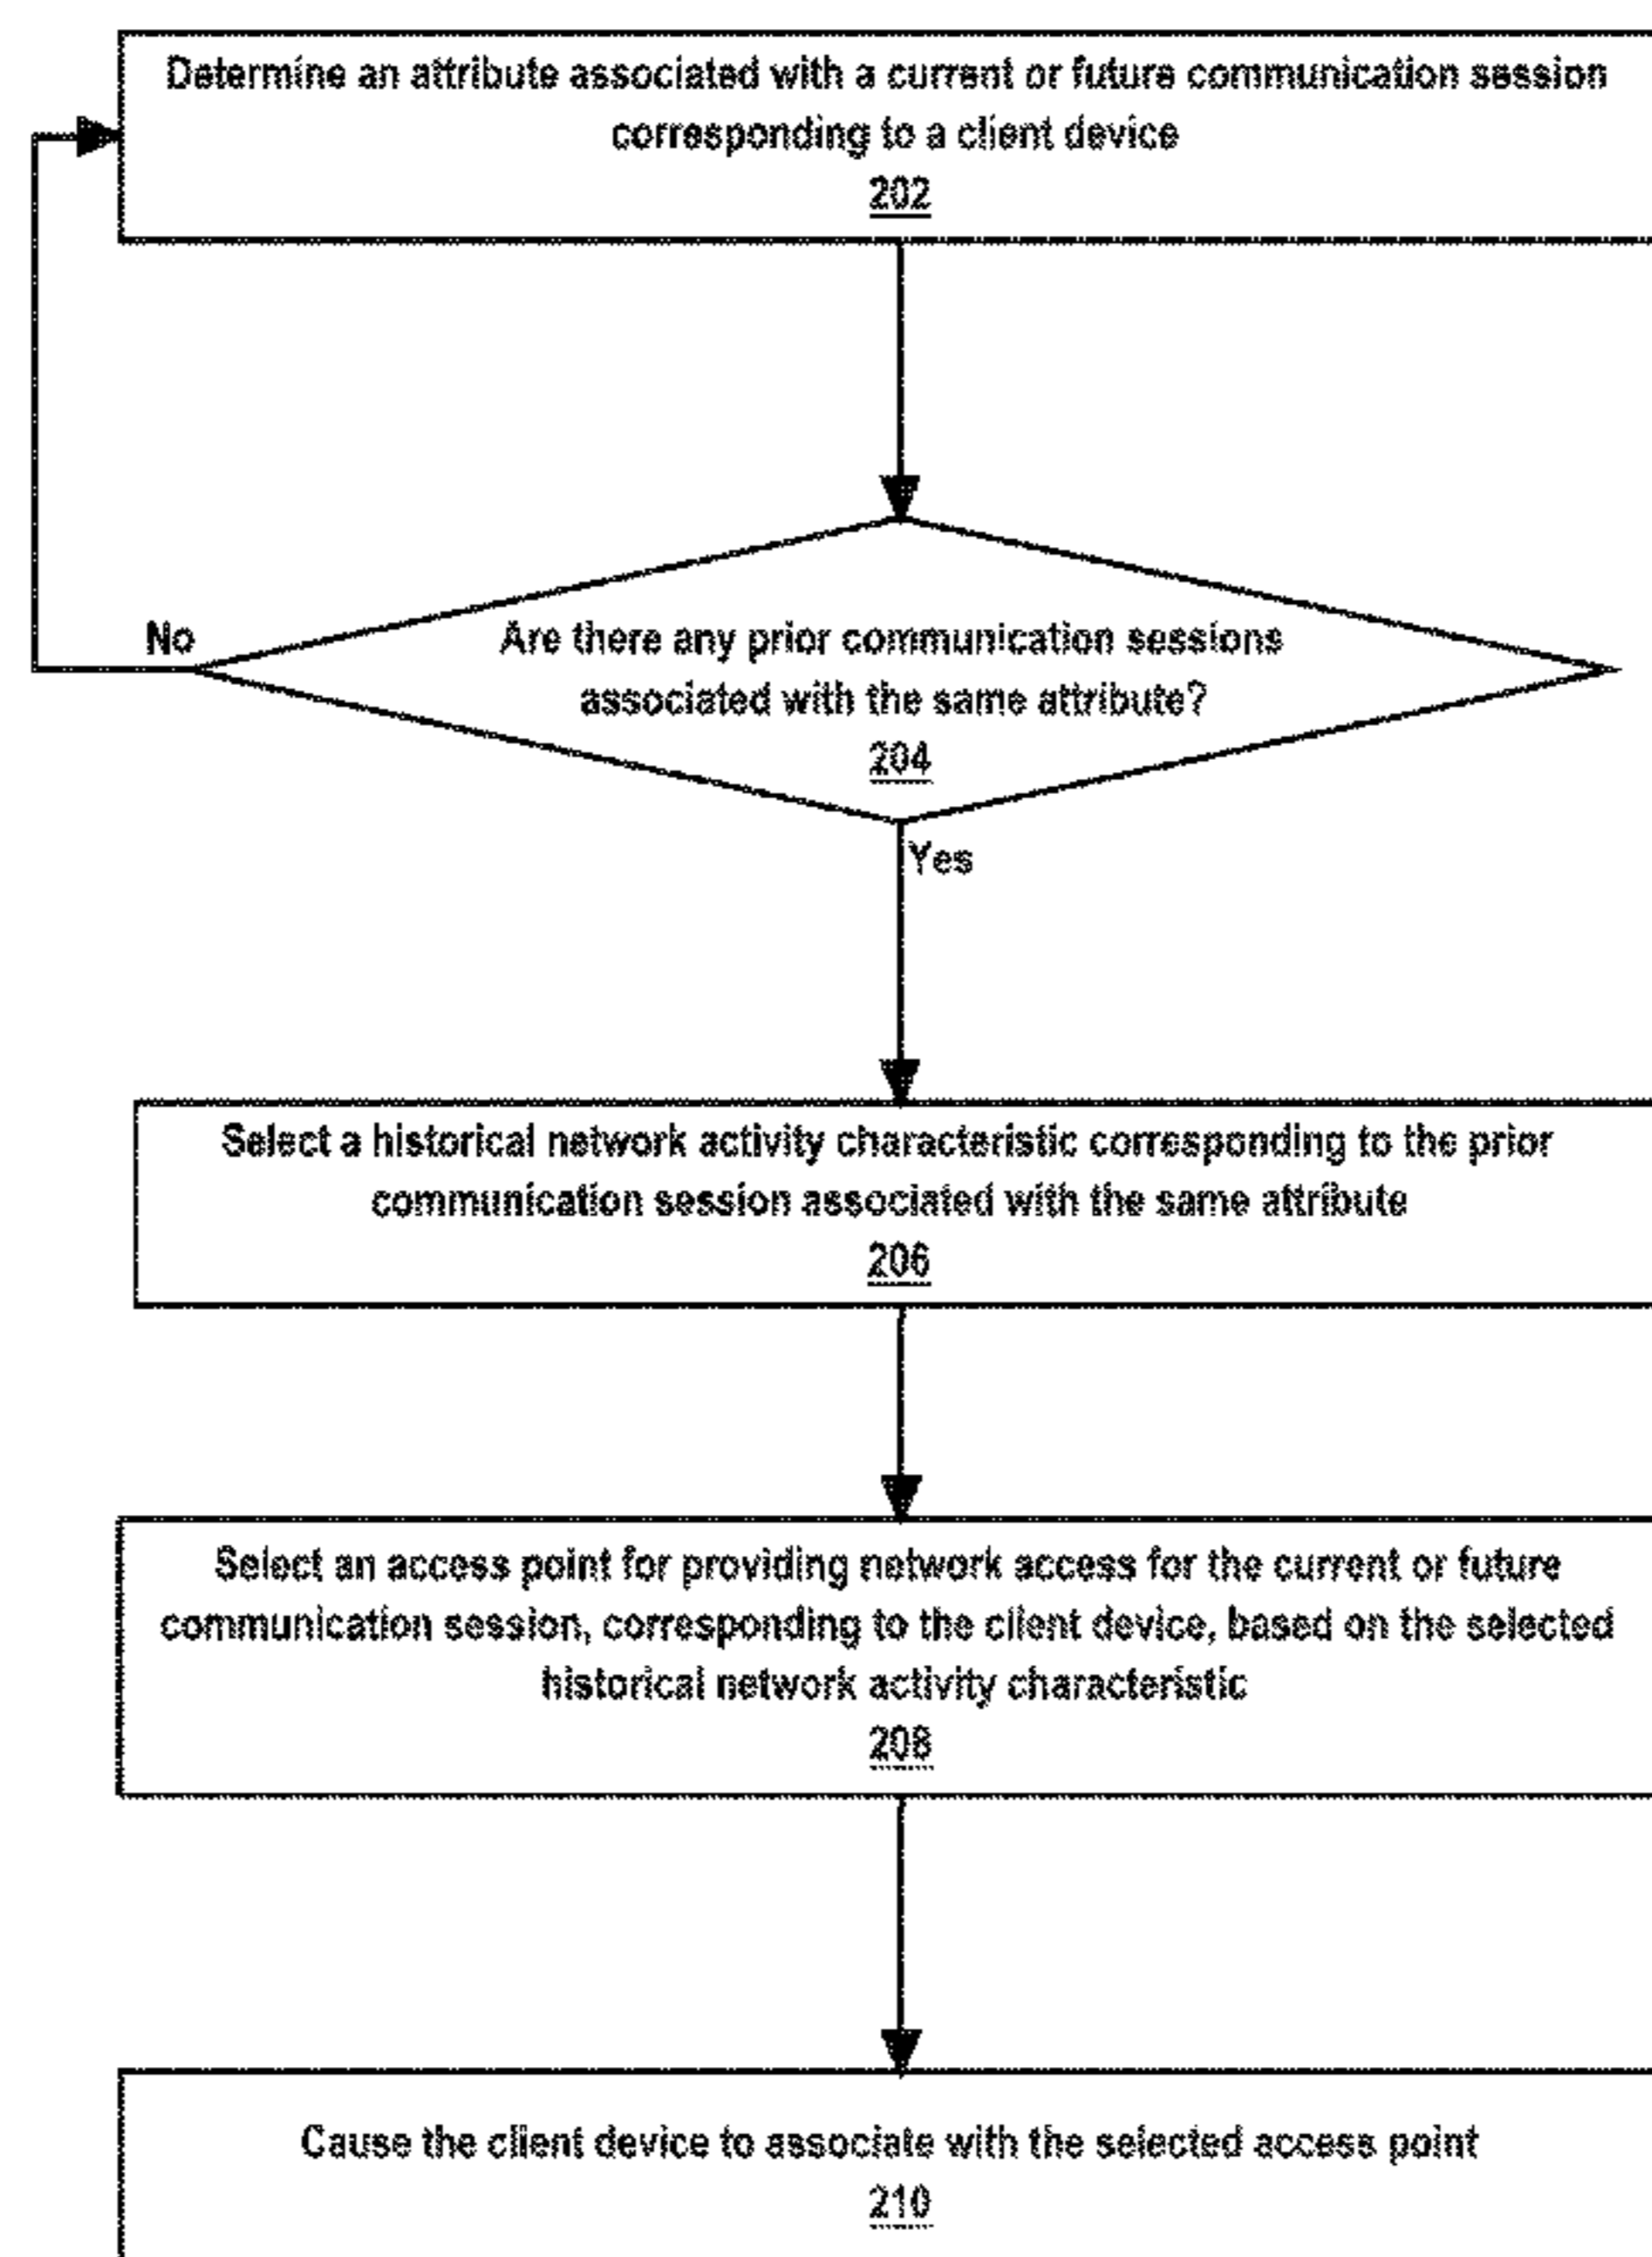 Determine an attribute associated with a current or future communication session
corresponding to a client device
202
No
Are there any prior communication sessions
associated with the same attribute?
204
Yes
Select a historical network activity characteristic corresponding to the prior
communication session associated with the same attribute
206
Select an access point for providing network access for the current or future
communication session, corresponding to the client device, based on the selected
historical network activity characteristic
208
Cause the client device to associate with the selected access point
210